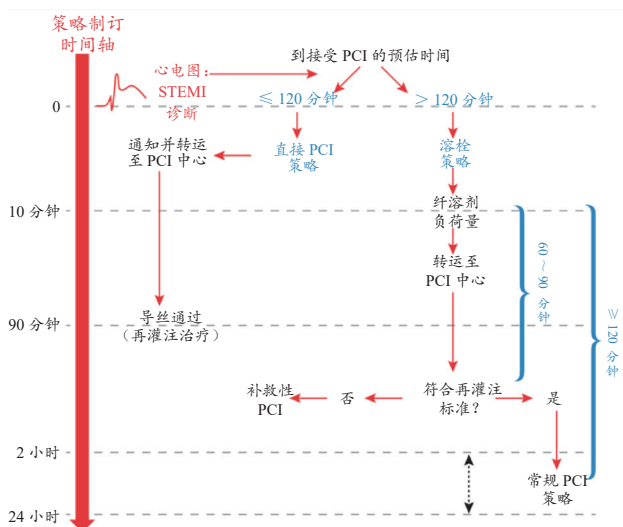 策略制订
时间轴
心电图：
STEMI
诊断
到接受 PCI 的预估时间
0
≤ 120 分钟
> 120 分钟
通知并转运
至 PCI 中心
直接 PCI
策略
溶栓
策略
10 分钟
纤溶剂
负荷量
转运至
PCI 中心
60～90 分钟
≥ 120 分钟
90 分钟
导丝通过
（再灌注治疗）
补救性
PCI
否
符合再灌注
标准？
是
2 小时
常规 PCI
策略
24 小时